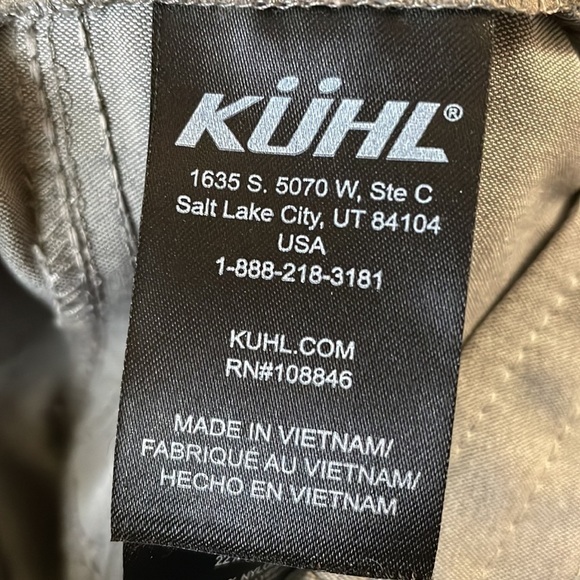 KÜHL®
1635 S. 5070 W, Ste C
Salt Lake City, UT 84104
USA
1-888-218-3181
KUHL.COM
RN#108846
MADE IN VIETNAM/
FABRIQUÉ AU VIETNAM/
HECHO EN VIETNAM